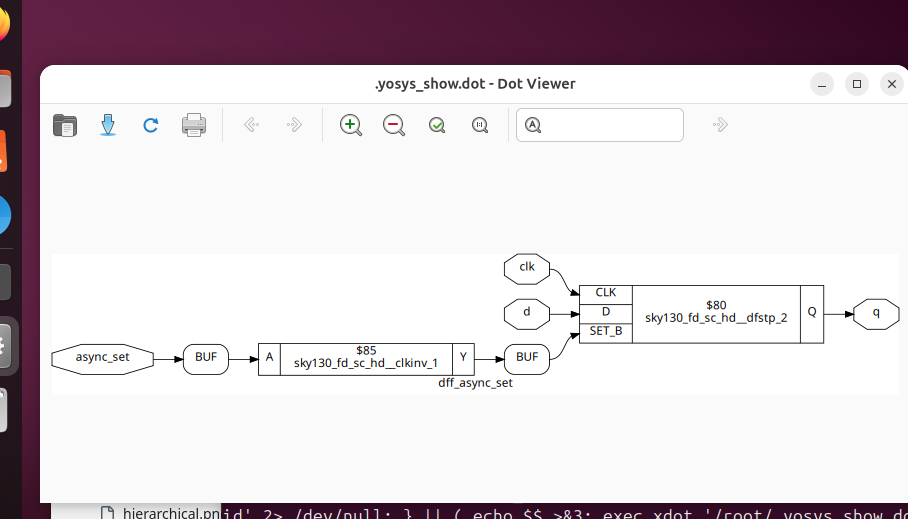 .yosys_show.dot - Dot Viewer
A
clk
d
CLK
D
SET_B
$80
sky130_fd_sc_hd__dfstp_2
Q
q
async_set
BUF
A
$85
sky130_fd_sc_hd__clkinv_1
Y
BUF
dff_async_set
hierarchical.pn
id' 2> /dev/null; } || ( echo $$ >&3; exec xdot '/root/.yosys_show.do